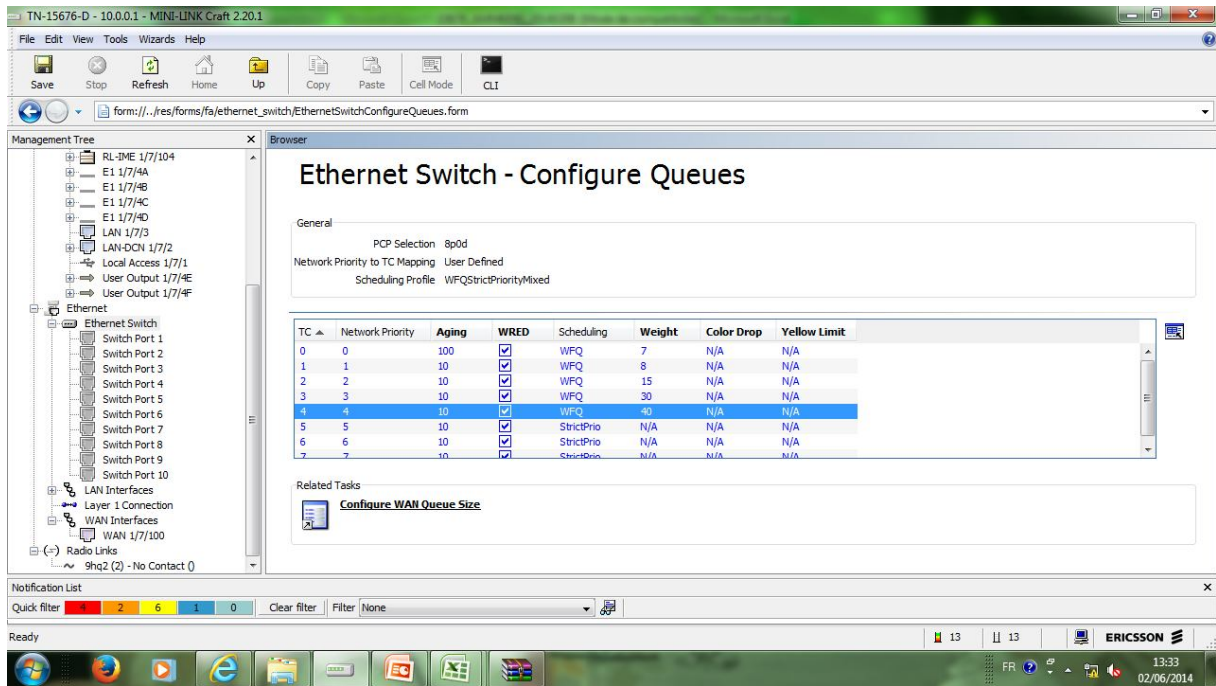 TN-15676-D - 10.0.0.1 - MINI-LINK Craft 2.20.1
File Edit View Tools Wizards Help
Save Stop Refresh Home Up Copy Paste Cell Mode CLI
form://../res/forms/fa/ethernet_switch/EthernetSwitchConfigureQueues.form
Management Tree
RL-IME 1/7/104
E1 1/7/4A
E1 1/7/4B
E1 1/7/4C
E1 1/7/4D
LAN 1/7/3
LAN-DCN 1/7/2
Local Access 1/7/1
User Output 1/7/4E
User Output 1/7/4F
Ethernet
Ethernet Switch
Switch Port 1
Switch Port 2
Switch Port 3
Switch Port 4
Switch Port 5
Switch Port 6
Switch Port 7
Switch Port 8
Switch Port 9
Switch Port 10
LAN Interfaces
Layer 1 Connection
WAN Interfaces
WAN 1/7/100
Radio Links
9hq2 (2) - No Contact ()
Browser
Ethernet Switch - Configure Queues
General
PCP Selection 8p0d
Network Priority to TC Mapping User Defined
Scheduling Profile WFQStrictPriorityMixed
TC Network Priority Aging WRED Scheduling Weight Color Drop Yellow Limit
0 0 100 WFQ 7 N/A N/A
1 1 10 WFQ 8 N/A N/A
2 2 10 WFQ 15 N/A N/A
3 3 10 WFQ 30 N/A N/A
4 4 10 WFQ 40 N/A N/A
5 5 10 StrictPrio N/A N/A N/A
6 6 10 StrictPrio N/A N/A N/A
7 7 10 StrictPrio N/A N/A N/A
Related Tasks
Configure WAN Queue Size
Notification List
Quick filter 4 2 6 1 0 Clear filter Filter None
Ready 13 13 ERICSSON
FR 13:33
02/06/2014